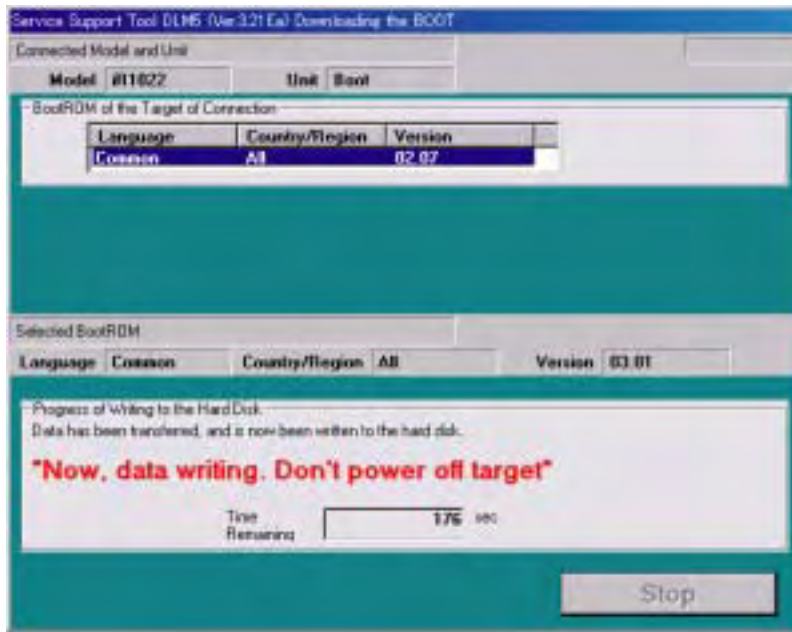 Service Support Tool DLM5 (Ver.3.21Ea) Downloading the BOOT
Connected Model and Unit
Model Unit Boot
BootROM of the Target of Connection
Language Country/Region Version
Common All 02.07
Selected BootROM
Language Common Country/Region All Version 03.01
Progress of Writing to the Hard Disk
Data has been transferred, and is now been written to the hard disk.
"Now, data writing. Don't power off target"
Time 176 sec
Remaining
Stop